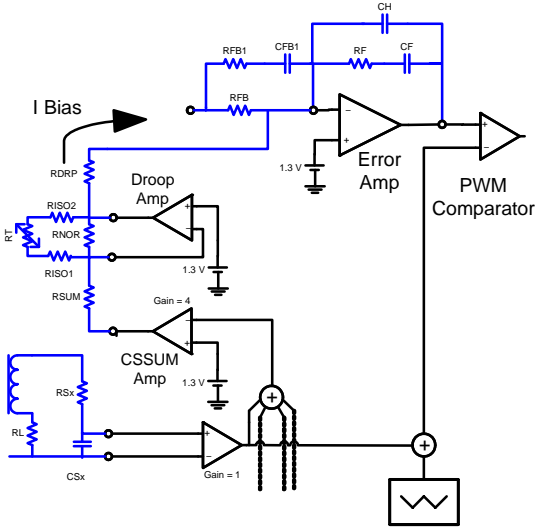 CH
RFB1
CFB1
RF
CF
RFB
I Bias
−
+
1.3 V
Error
Amp
+
−
PWM
Comparator
RDRP
Droop
Amp
RISO2
RT
RNOR
RISO1
+
−
1.3 V
RSUM
Gain = 4
−
+
CSSUM
Amp
1.3 V
RSx
RL
CSx
+
−
Gain = 1
+
+